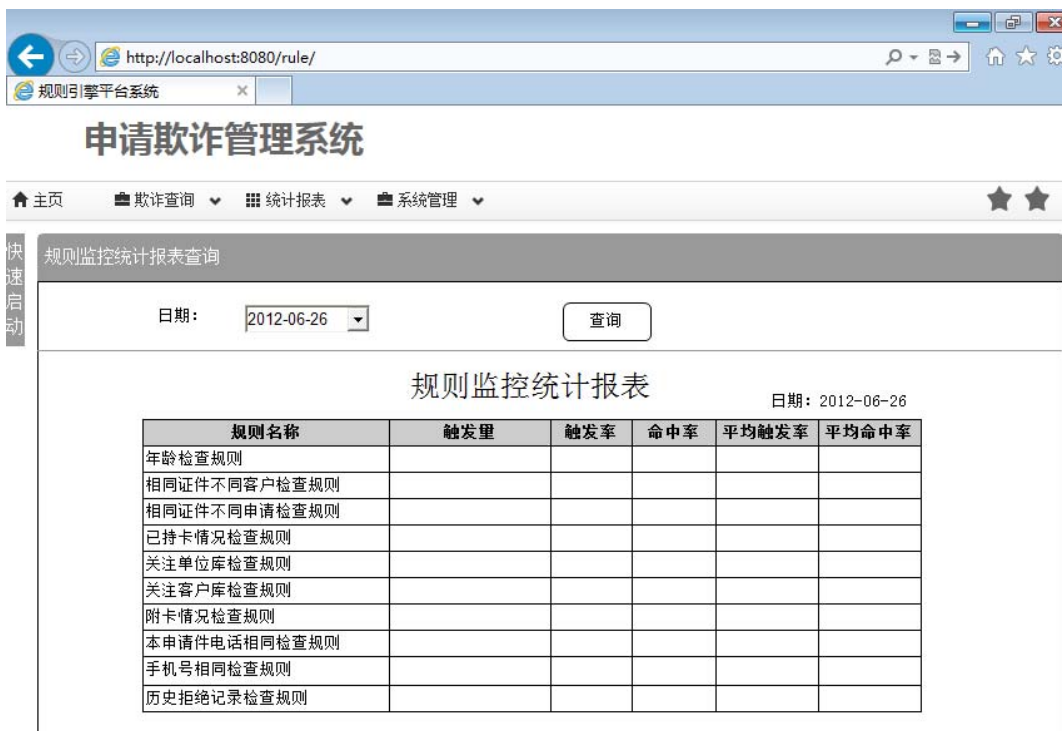 http://localhost:8080/rule/
规则引擎平台系统
申请欺诈管理系统
主页 欺诈查询 统计报表 系统管理
快速启动
规则监控统计报表查询
日期： 2012-06-26 查询
规则监控统计报表
日期：2012-06-26
规则名称 触发量 触发率 命中率 平均触发率 平均命中率
年龄检查规则
相同证件不同客户检查规则
相同证件不同申请检查规则
已持卡情况检查规则
关注单位库检查规则
关注客户库检查规则
附卡情况检查规则
本申请件电话相同检查规则
手机号相同检查规则
历史拒绝记录检查规则